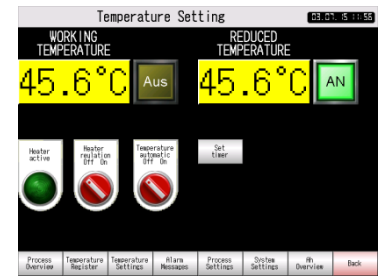 Temperature Setting 03.07.15 11:56
WORKING
TEMPERATURE
REDUCED
TEMPERATURE
45.6°C Aus 45.6°C AN
Heater
active
Heater
reulation
Off On
Temperature
automatic
Off On
Set
timer
Process
Overview
Temperature
Register
Temperature
Settings
Alarm
Messages
Process
Settings
System
Settings
Ah
Overview
Back